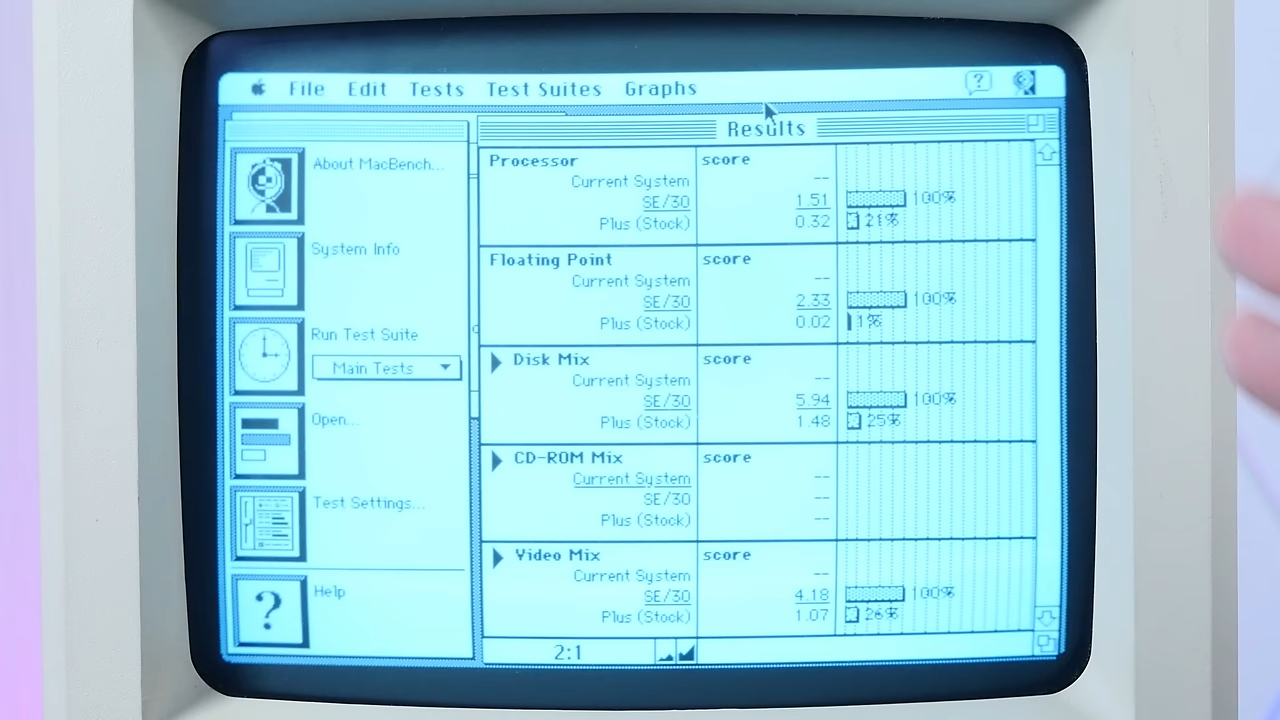 File Edit Tests Test Suites Graphs
About MacBench...
System Info
Run Test Suite
Main Tests
Open...
Test Settings...
Help
Results
Processor score
Current System --
SE/30 1.51 100%
Plus (Stock) 0.32 21%
Floating Point score
Current System --
SE/30 2.33 100%
Plus (Stock) 0.02 1%
Disk Mix score
Current System --
SE/30 5.94 100%
Plus (Stock) 1.48 25%
CD-ROM Mix score
Current System --
SE/30 --
Plus (Stock) --
Video Mix score
Current System --
SE/30 4.18 100%
Plus (Stock) 1.07 26%
2:1